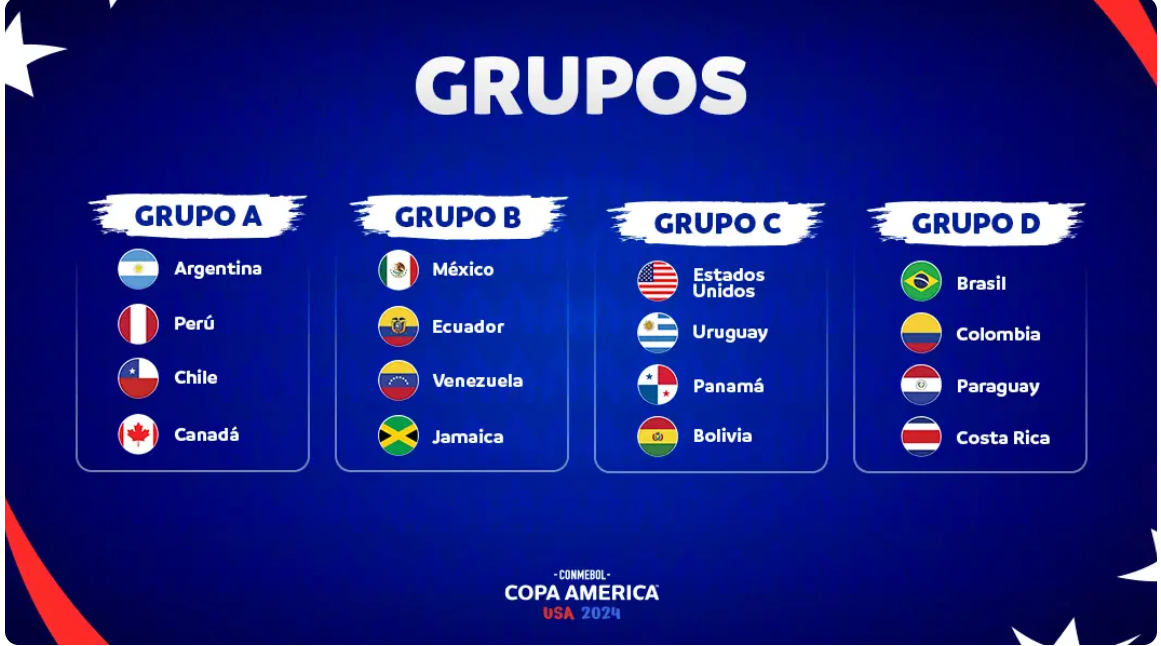 GRUPOS
GRUPO A
Argentina
Perú
Chile
Canadá
GRUPO B
México
Ecuador
Venezuela
Jamaica
GRUPO C
Estados
Unidos
Uruguay
Panamá
Bolivia
GRUPO D
Brasil
Colombia
Paraguay
Costa Rica
- CONMEBOL -
COPA AMERICA
USA 2024